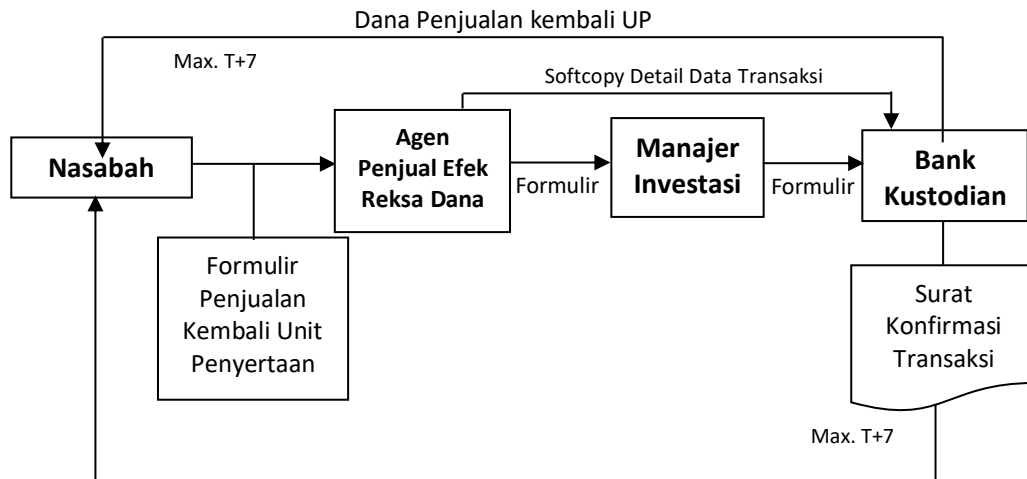 Dana Penjualan kembali UP
Max. T+7
Softcopy Detail Data Transaksi
Nasabah
Agen
Penjual Efek
Reksa Dana
Formulir
Manajer
Investasi
Formulir
Bank
Kustodian
Formulir
Penjualan
Kembali Unit
Penyertaan
Surat
Konfirmasi
Transaksi
Max. T+7